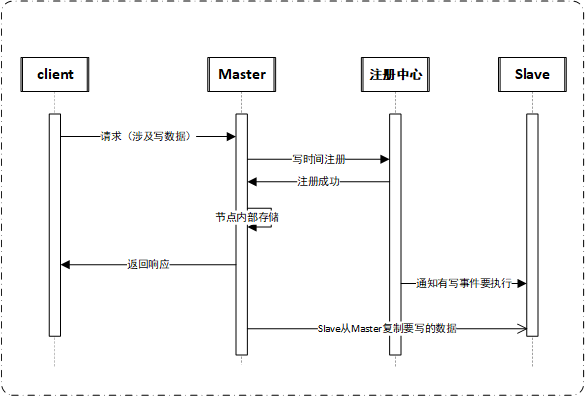 client
Master
注册中心
Slave
请求（涉及写数据）
写时间注册
注册成功
节点内部存储
返回响应
通知有写事件要执行
Slave从Master复制要写的数据